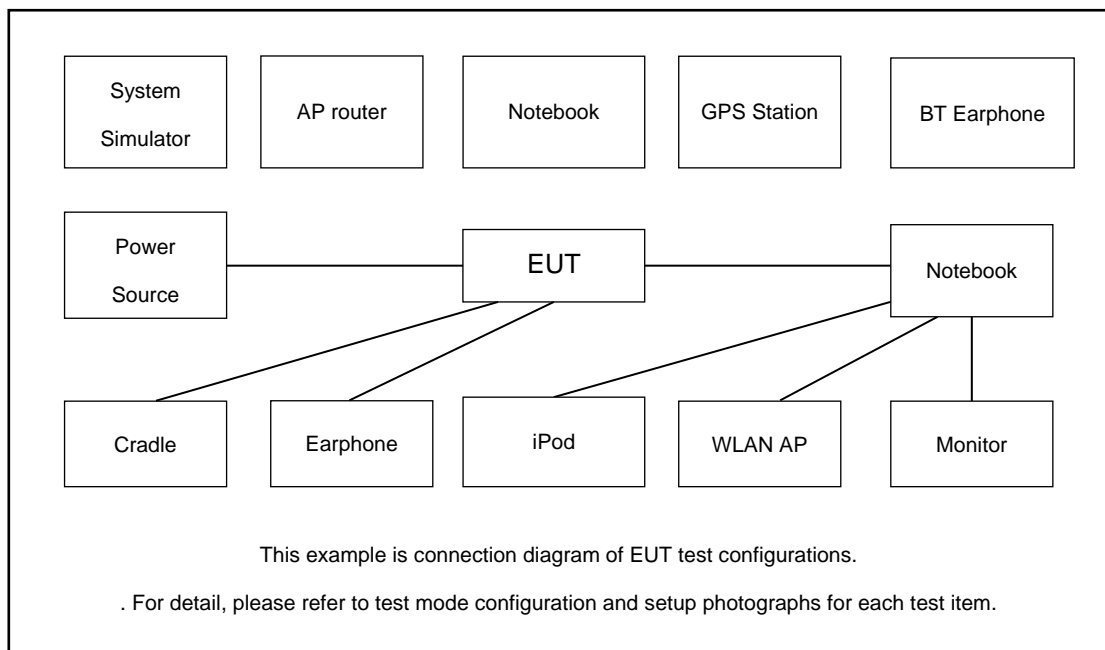 System
Simulator
AP router
Notebook
GPS Station
BT Earphone
Power
Source
EUT
Notebook
Cradle
Earphone
iPod
WLAN AP
Monitor
This example is connection diagram of EUT test configurations.
. For detail, please refer to test mode configuration and setup photographs for each test item.